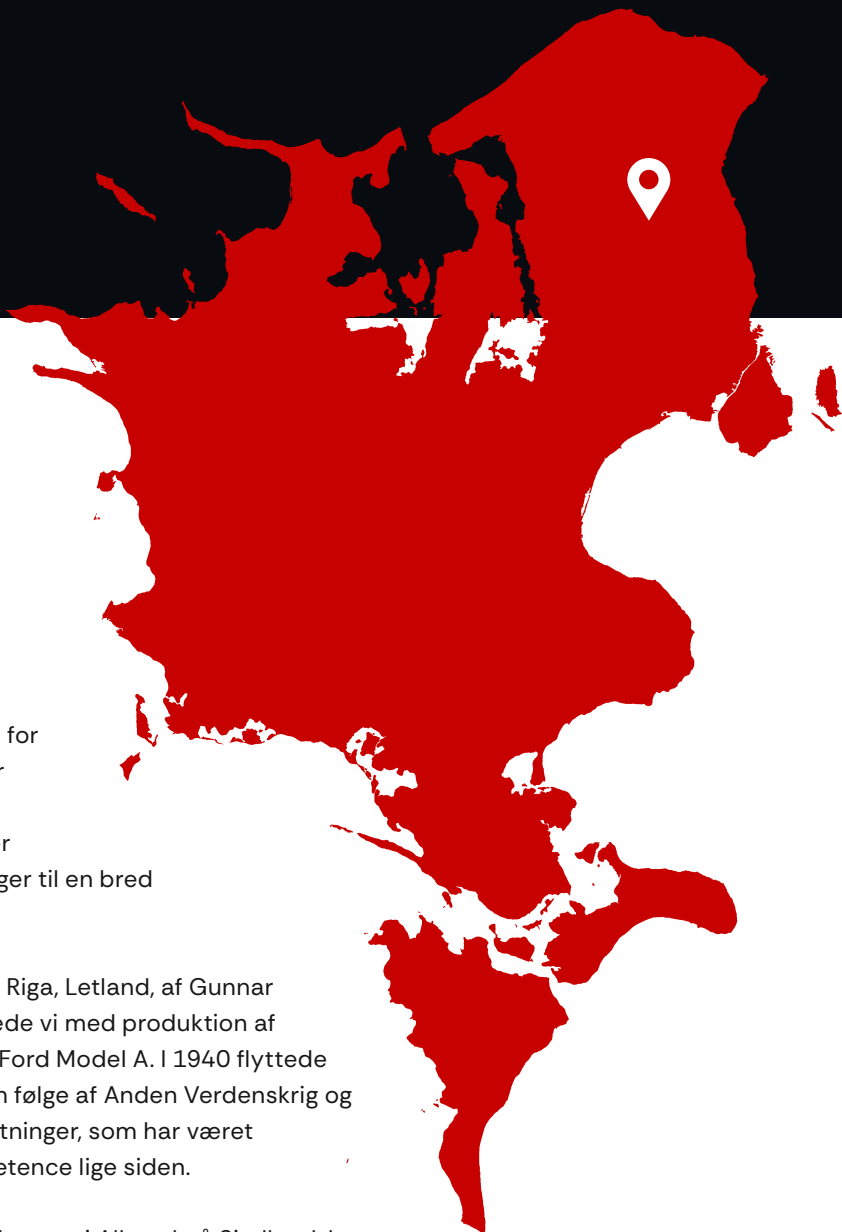 for
ger til en bred
Riga, Letland, af Gunnar
ede vi med produktion af
Ford Model A. I 1940 flyttede
følge af Anden Verdenskrig og
tninger, som har været
etence lige siden.